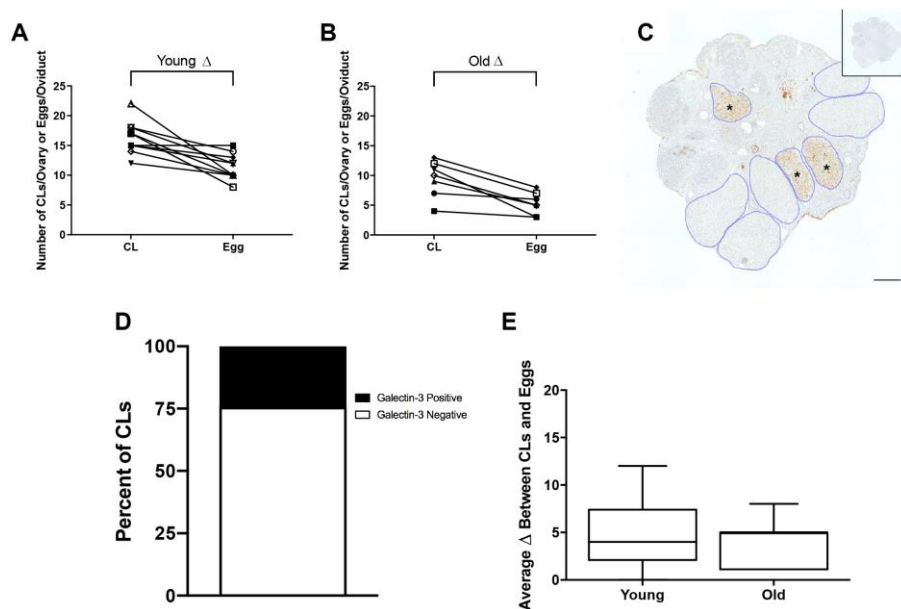 A
Young Δ
Number of CLs/Ovary or Eggs/Oviduct
25
20
15
10
5
0
CL
Egg
B
Old Δ
Number of CLs/Ovary or Eggs/Oviduct
25
20
15
10
5
0
CL
Egg
C
*
*
*
D
Percent of CLs
100
75
50
25
0
Galectin-3 Positive
Galectin-3 Negative
E
Average Δ Between CLs and Eggs
20
15
10
5
0
Young
Old